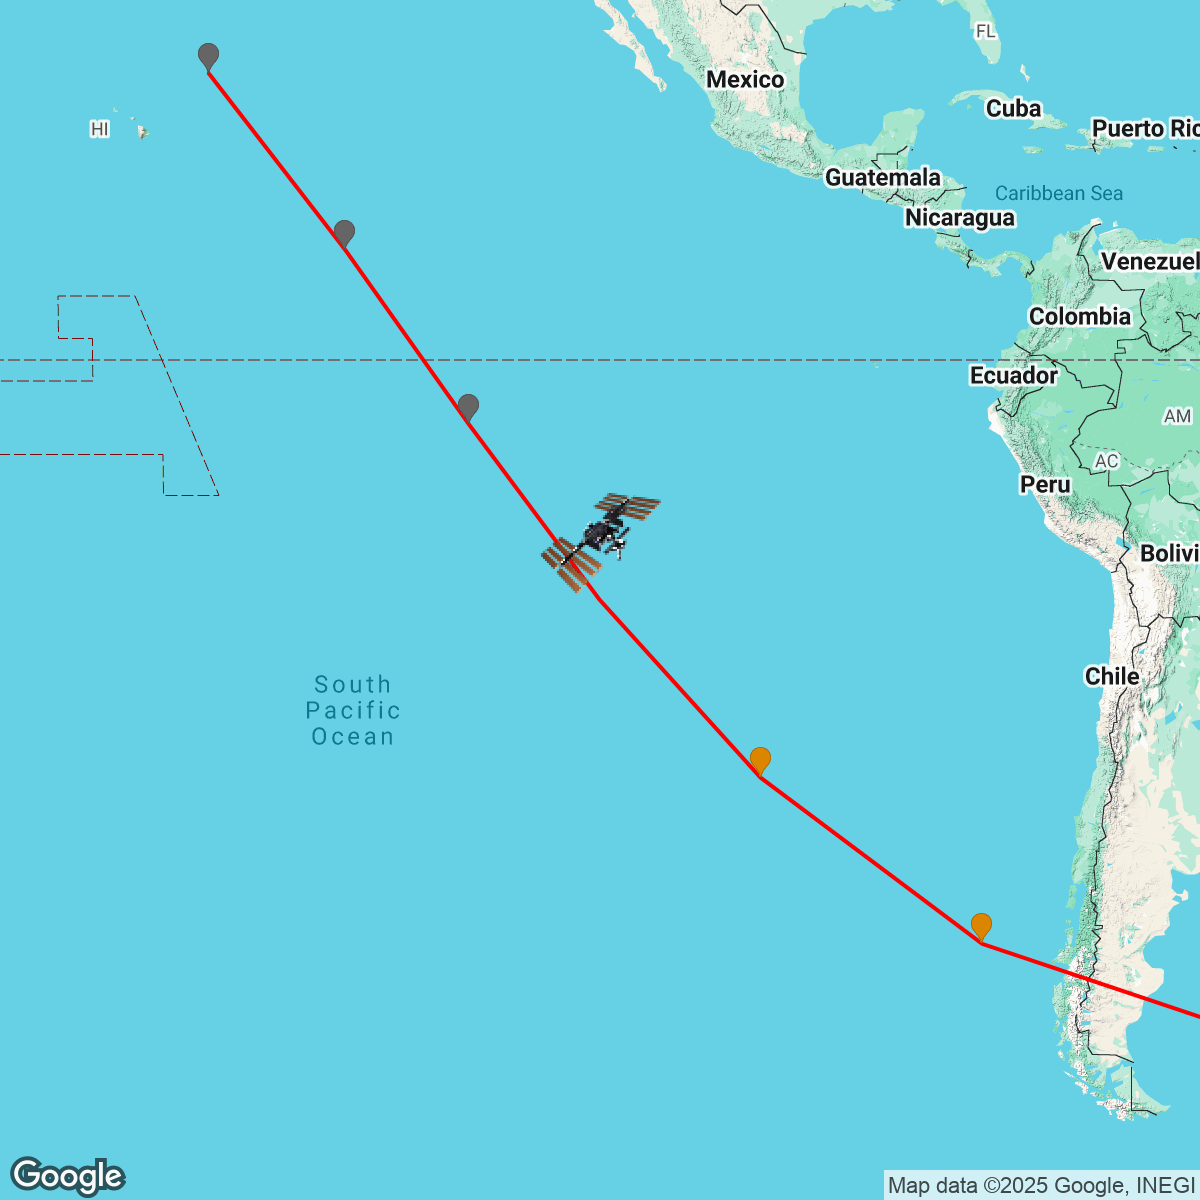 FL
Mexico
Cuba
HI
Puerto Ric
Guatemala
Caribbean Sea
Nicaragua
Venezuel
Colombia
Ecuador
AM
AC
Peru
Bolivi
Chile
South
Pacific
Ocean
Google
Map data ©2025 Google, INEGI